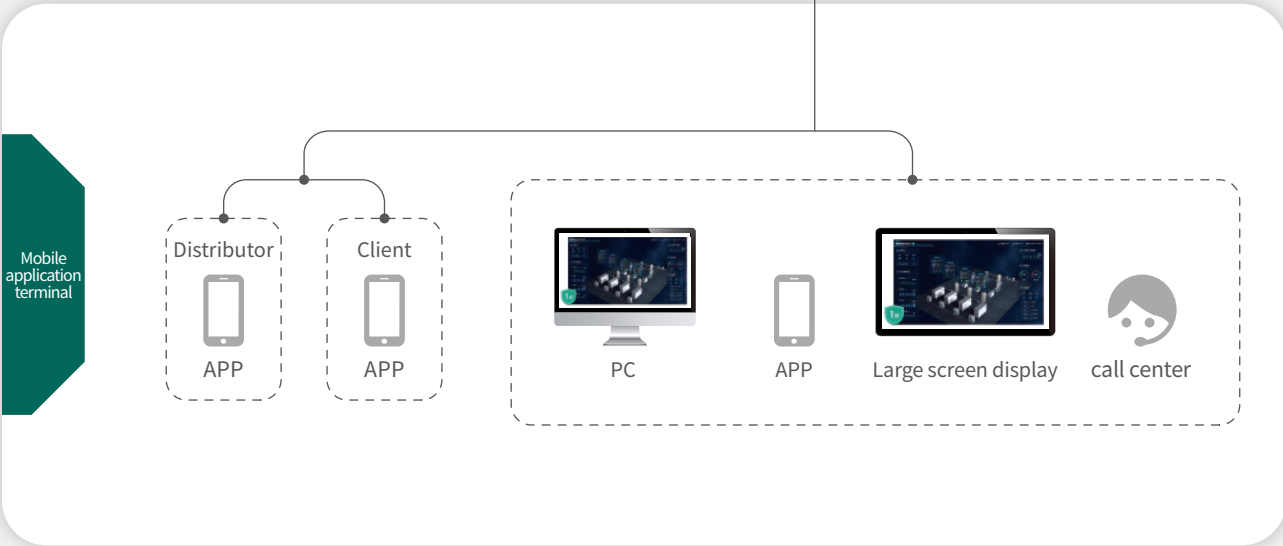 Mobile
application
terminal
Distributor
APP
Client
APP
PC
APP
Large screen display
call center